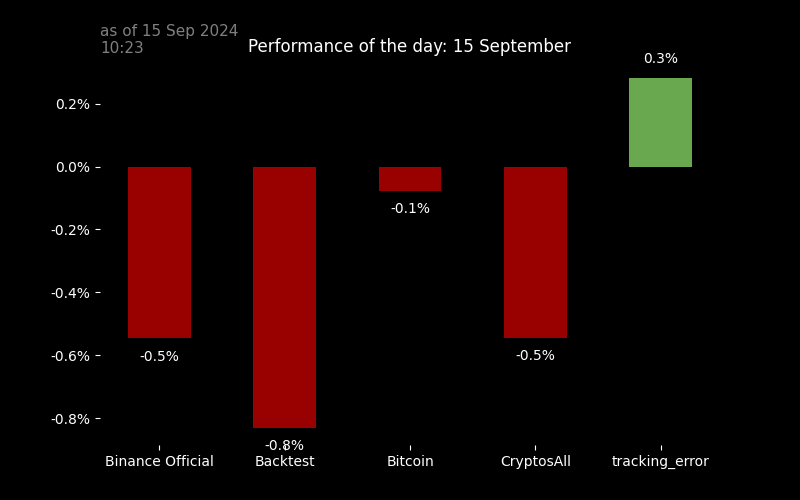 as of 15 Sep 2024
10:23
Performance of the day: 15 September
0.3%
0.2%
0.0%
-0.2%
-0.4%
-0.6%
-0.8%
-0.1%
-0.5%
-0.5%
-0.8%
Binance Official
Backtest
Bitcoin
CryptosAll
tracking_error